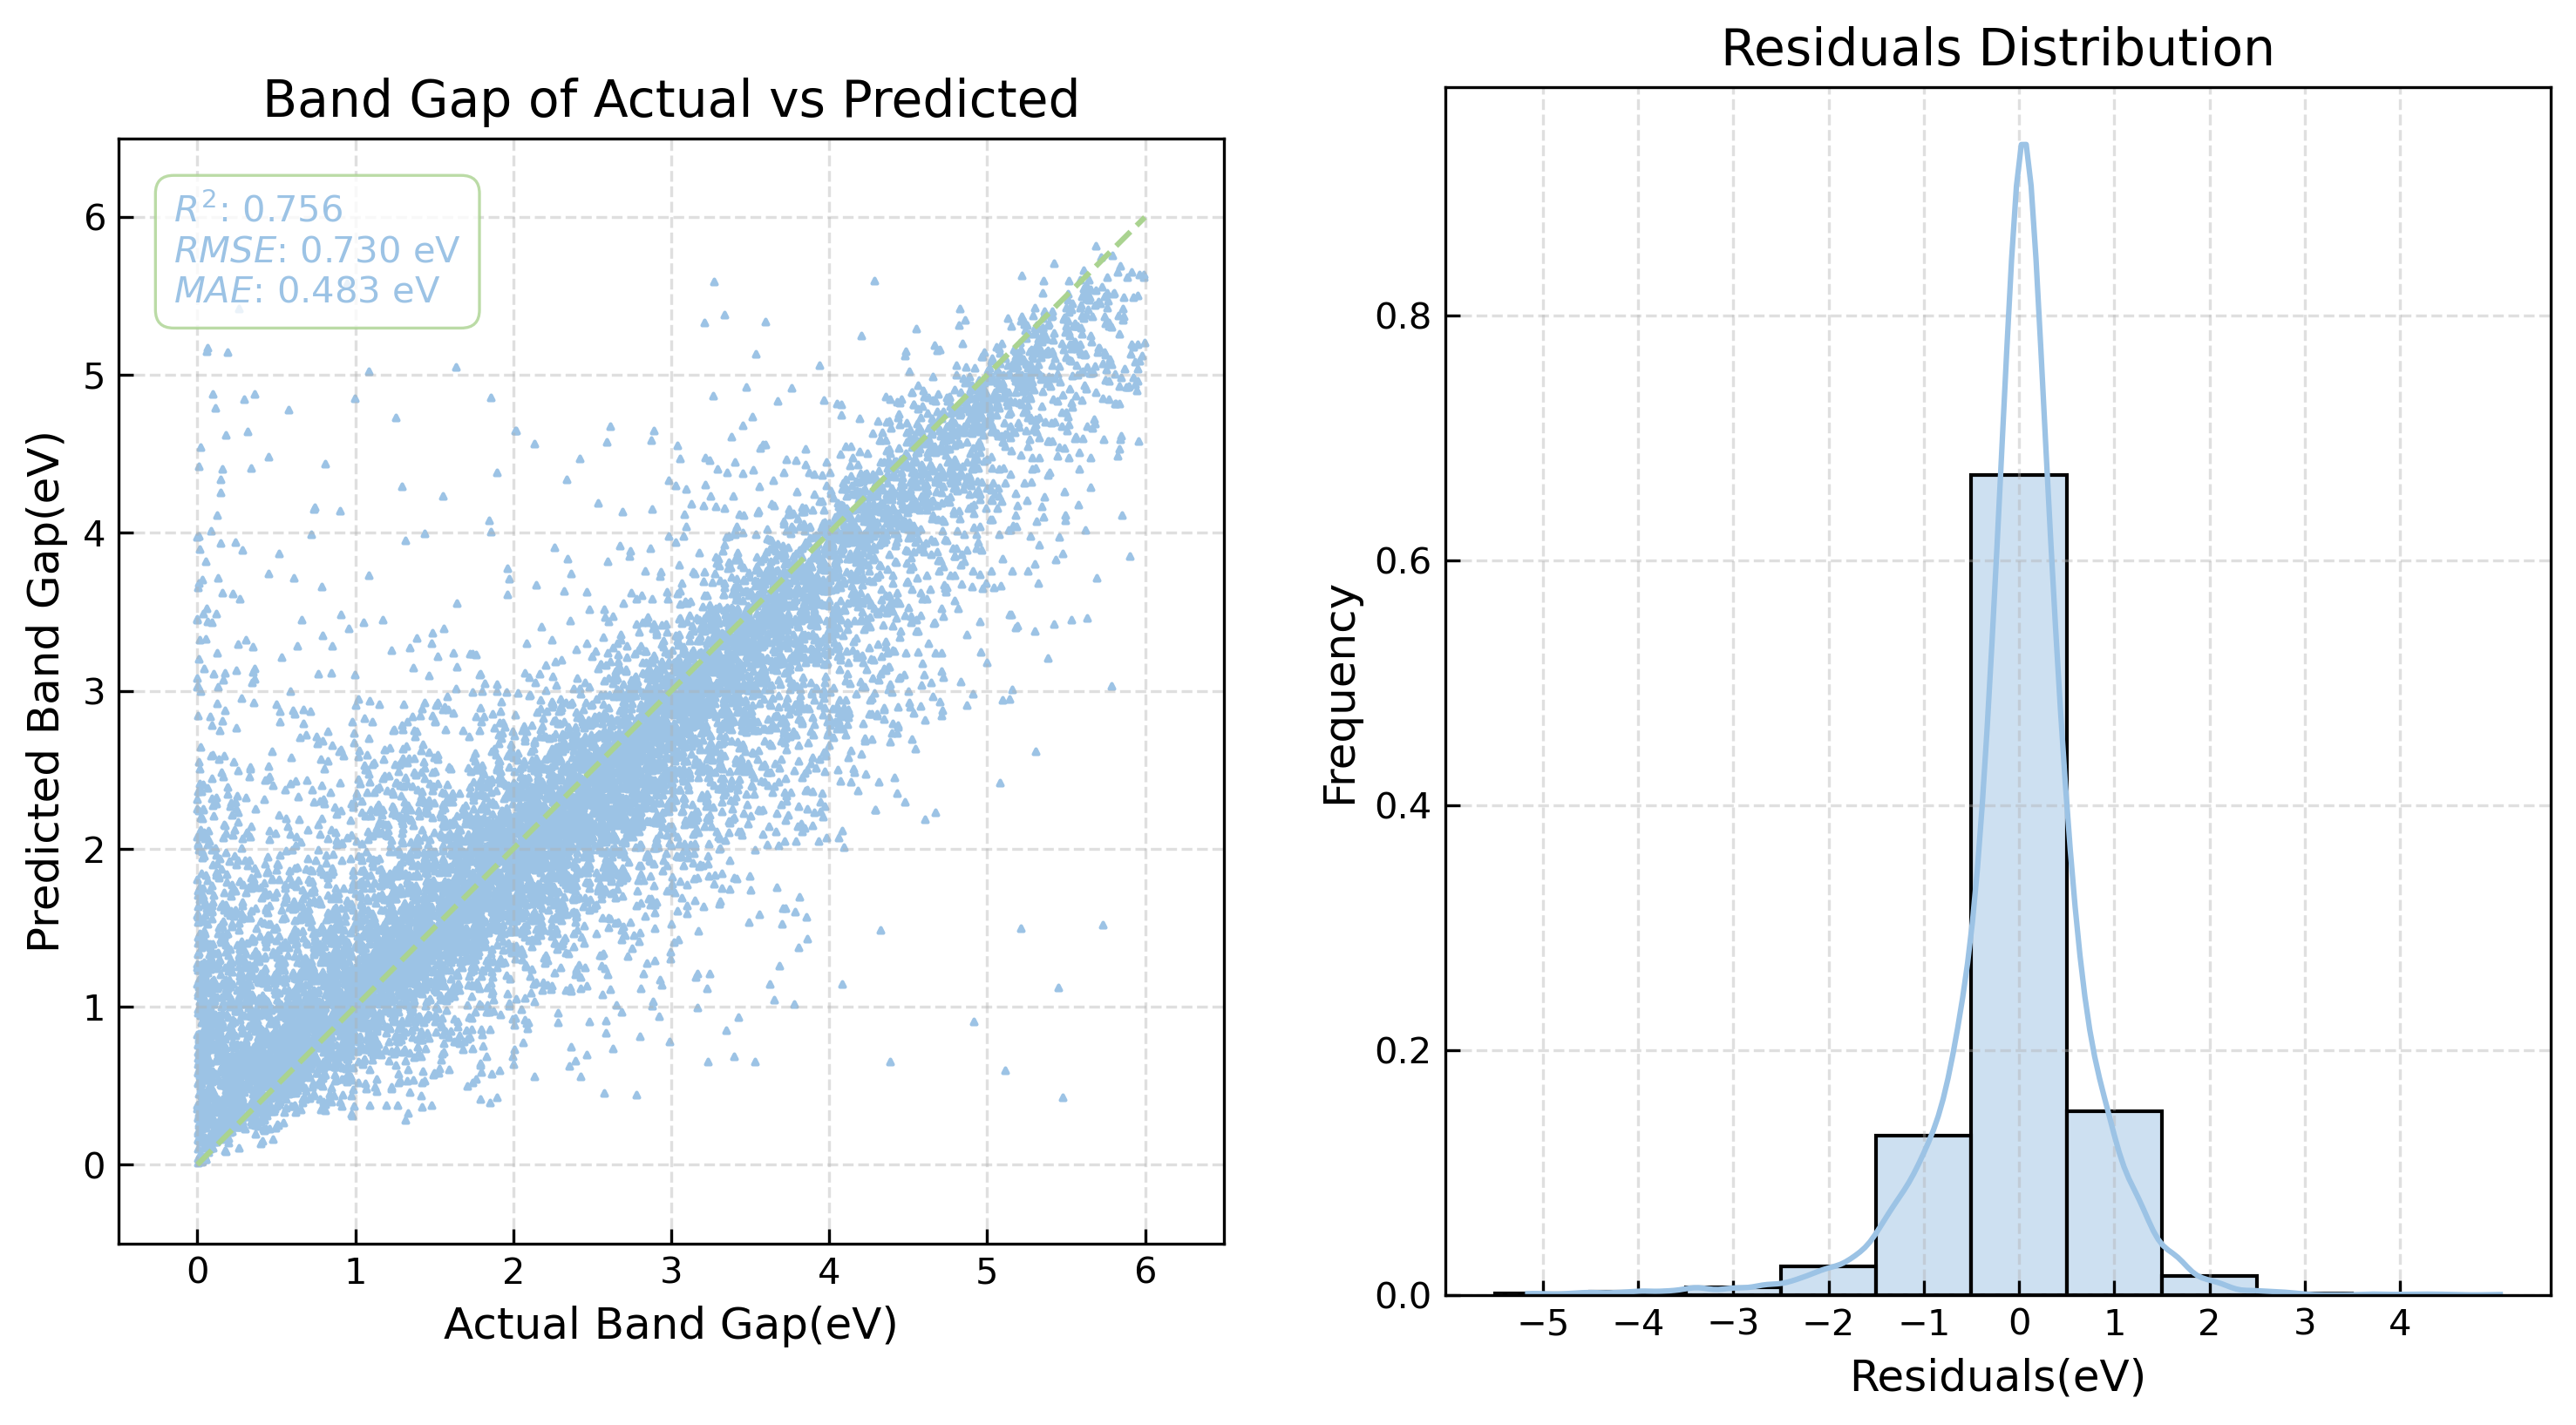 Band Gap of Actual vs Predicted
R²: 0.756
RMSE: 0.730 eV
MAE: 0.483 eV
6
5
4
3
2
1
0
Predicted Band Gap(eV)
0 1 2 3 4 5 6
Actual Band Gap(eV)
Residuals Distribution
0.8
0.6
0.4
0.2
0.0
Frequency
−5 −4 −3 −2 −1 0 1 2 3 4
Residuals(eV)